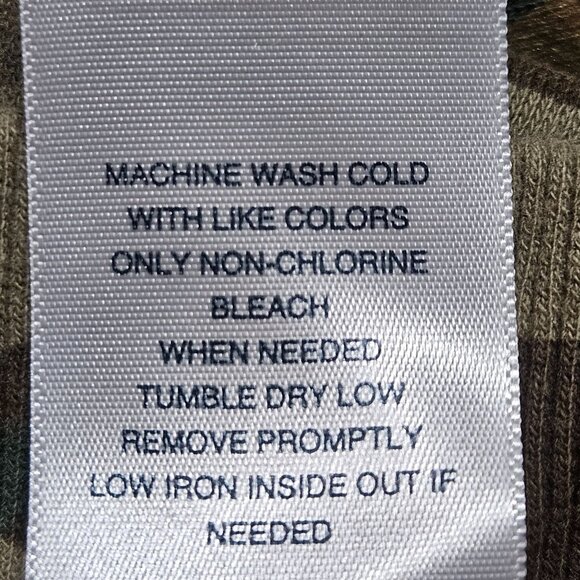 MACHINE WASH COLD
WITH LIKE COLORS
ONLY NON-CHLORINE
BLEACH
WHEN NEEDED
TUMBLE DRY LOW
REMOVE PROMPTLY
LOW IRON INSIDE OUT IF
NEEDED